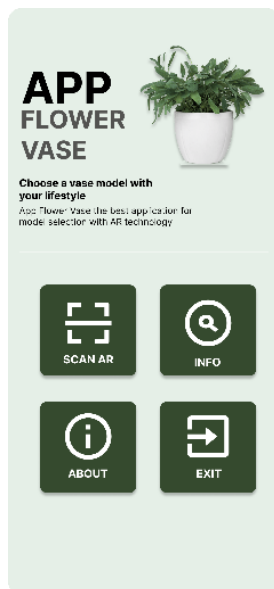 APP
FLOWER
VASE
Choose a vase model with
your lifestyle
App Flower Vase the best application for
model selection with AR technology
SCAN AR
INFO
ABOUT
EXIT